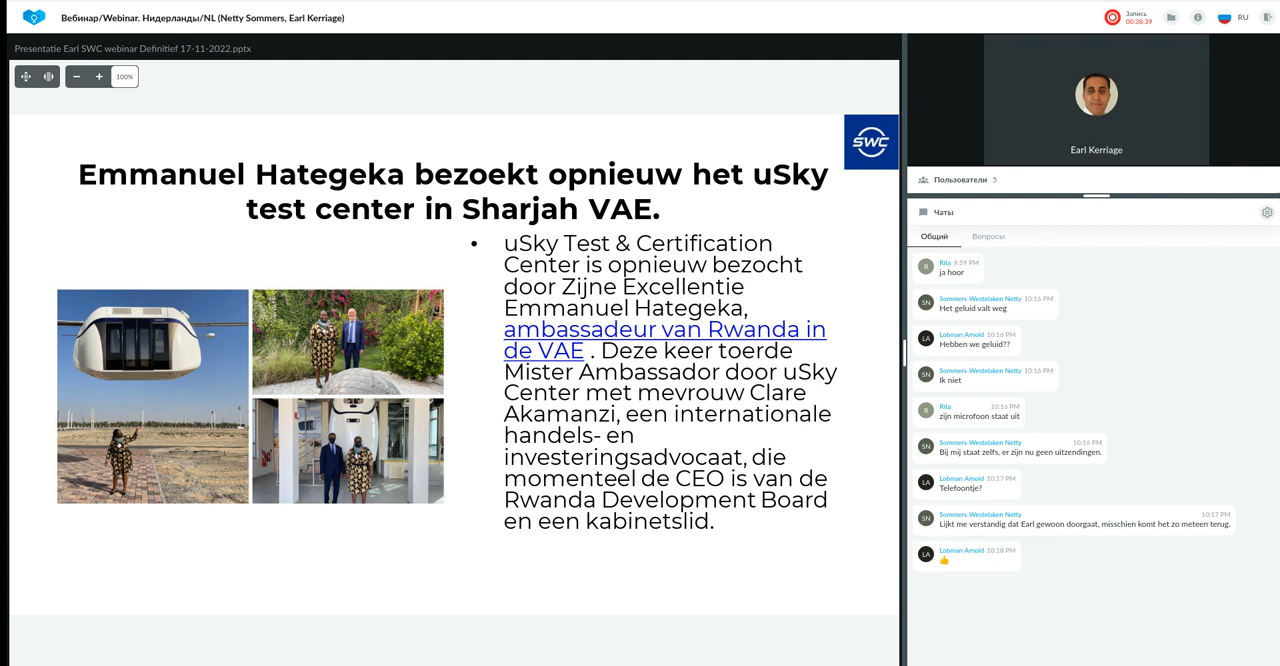 Вебинар/Webinar. Нидерланды/NL (Netty Sommers, Earl Kerriage)
Запись
00:38:39
RU
Presentatie Earl SWC webinar Definitief 17-11-2022.pptx
100%
SWC
Emmanuel Hategeka bezoekt opnieuw het uSky
test center in Sharjah VAE.
• uSky Test & Certification
Center is opnieuw bezocht
door Zijne Excellentie
Emmanuel Hategeka,
ambassadeur van Rwanda in
de VAE . Deze keer toerde
Mister Ambassador door uSky
Center met mevrouw Clare
Akamanzi, een internationale
handels- en
investeringsadvocaat, die
momenteel de CEO is van de
Rwanda Development Board
en een kabinetslid.
Earl Kerriage
Пользователи 5
Чаты
Общий Вопросы
R Rita 9:59 PM
ja hoor
SN Sommers-Westelaken Netty 10:16 PM
Het geluid valt weg
LA Lobman Arnold 10:16 PM
Hebben we geluid??
SN Sommers-Westelaken Netty 10:16 PM
Ik niet
R Rita 10:16 PM
zijn microfoon staat uit
SN Sommers-Westelaken Netty 10:16 PM
Bij mij staat zelfs, er zijn nu geen uitzendingen.
LA Lobman Arnold 10:17 PM
Telefoontje?
SN Sommers-Westelaken Netty 10:17 PM
Lijkt me verstandig dat Earl gewoon doorgaat, misschien komt het zo meteen terug.
LA Lobman Arnold 10:18 PM
👍